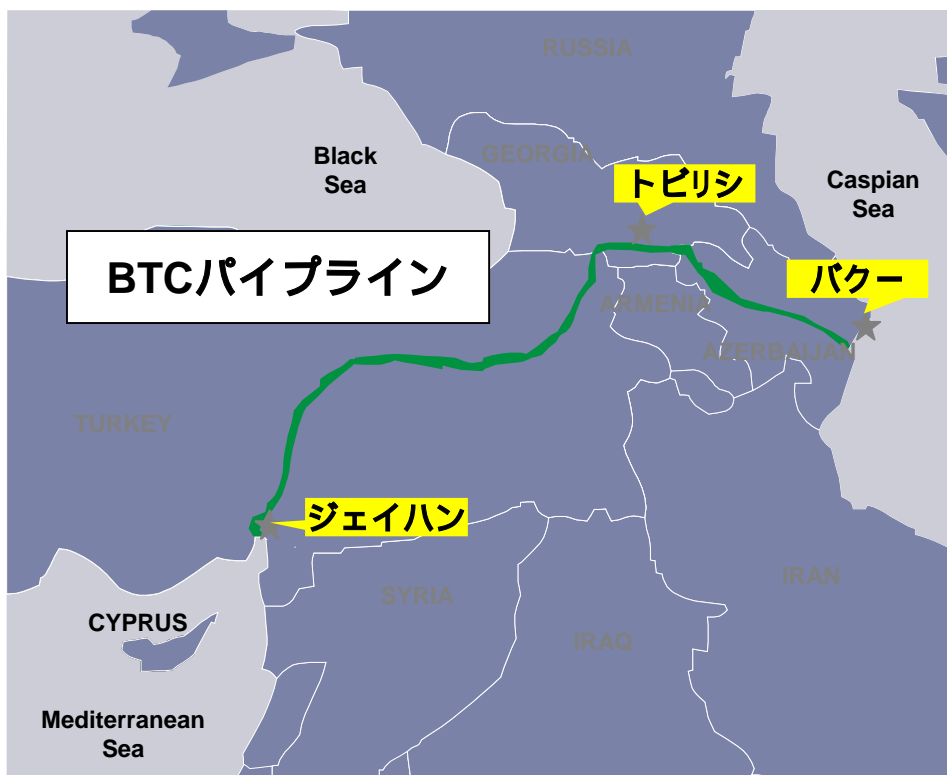 RUSSIA
Black
Sea
GEORGIA
トビリシ
Caspian
Sea
BTCパイプライン
バクー
ARMENIA
AZERBAIJAN
TURKEY
ジェイハン
SYRIA
IRAN
CYPRUS
IRAQ
Mediterranean
Sea